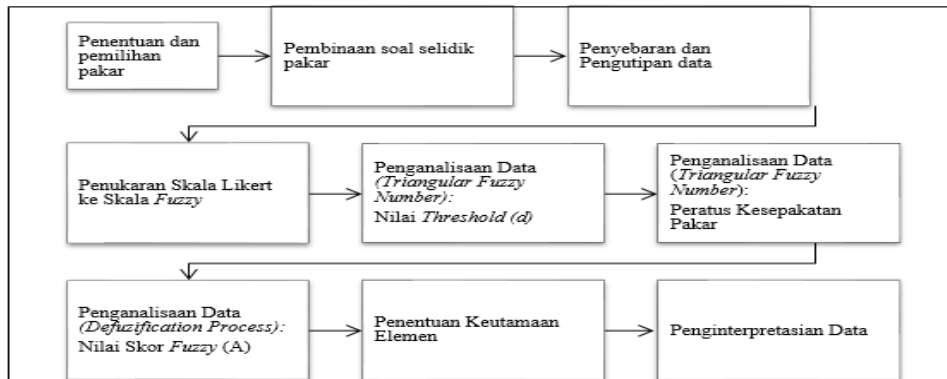 Penentuan dan
pemilihan
pakar
Pembinaan soal selidik
pakar
Penyebaran dan
Pengutipan data
Penukaran Skala Likert
ke Skala Fuzzy
Penganalisaan Data
(Triangular Fuzzy
Number):
Nilai Threshold (d)
Penganalisaan Data
(Triangular Fuzzy
Number):
Peratus Kesepakatan
Pakar
Penganalisaan Data
(Defuzification Process):
Nilai Skor Fuzzy (A)
Penentuan Keutamaan
Elemen
Penginterpretasian Data